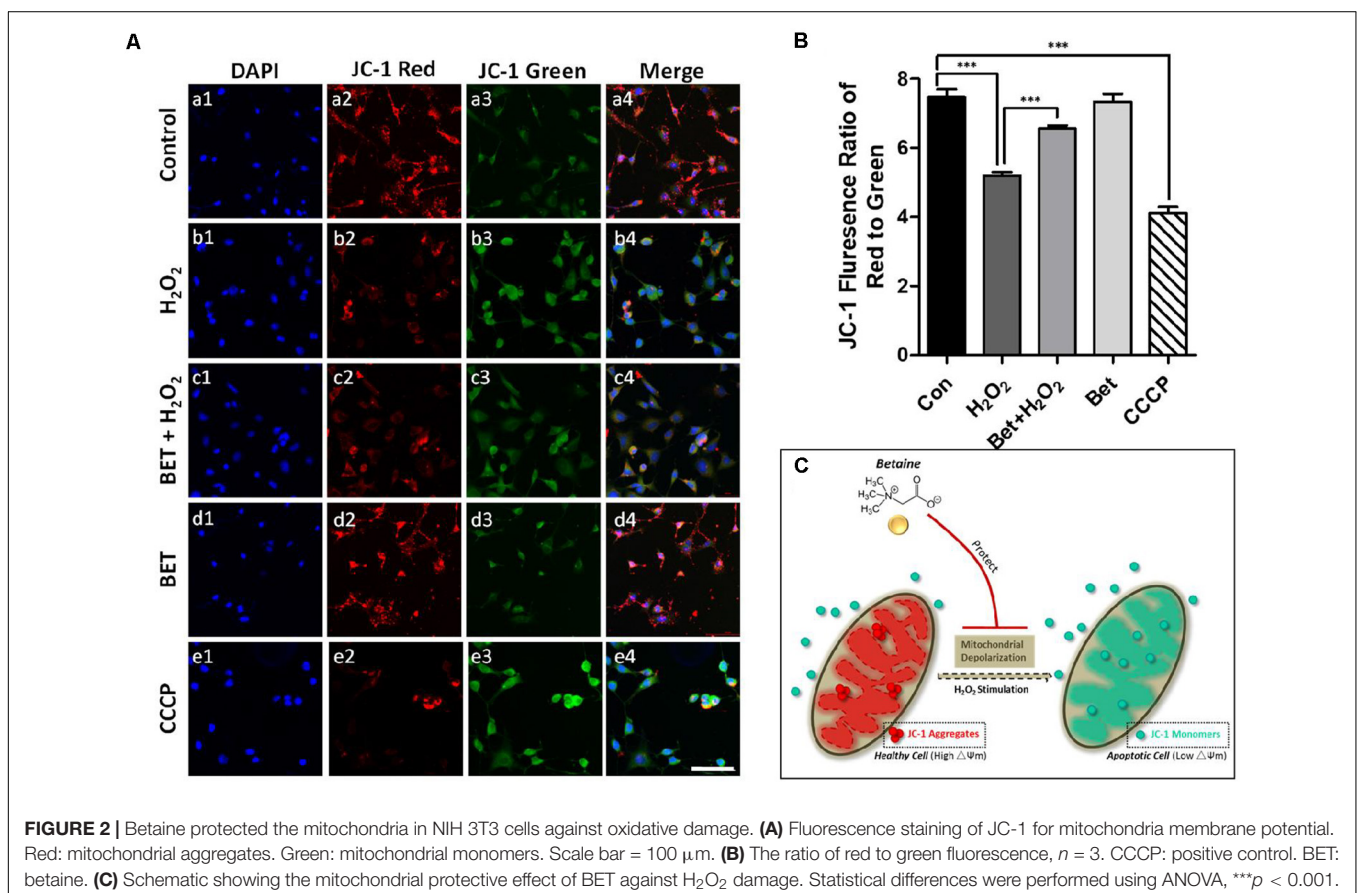 A
DAPI JC-1 Red JC-1 Green Merge
Control
a1 a2 a3 a4
H₂O₂
b1 b2 b3 b4
BET + H₂O₂
c1 c2 c3 c4
BET
d1 d2 d3 d4
CCCP
e1 e2 e3 e4
B
JC-1 Fluresence Ratio of
Red to Green
8
6
4
2
0
***
***
***
Con H₂O₂ Bet+H₂O₂ Bet CCCP
C
Betaine
H₃C
H₃C
H₃C
N⊕
O
O⊖
Protect
Mitochondrial
Depolarization
H₂O₂ Stimulation
JC-1 Aggregates
Healthy Cell (High △Ψm)
JC-1 Monomers
Apoptotic Cell (Low △Ψm)
FIGURE 2 | Betaine protected the mitochondria in NIH 3T3 cells against oxidative damage. (A) Fluorescence staining of JC-1 for mitochondria membrane potential.
Red: mitochondrial aggregates. Green: mitochondrial monomers. Scale bar = 100 μm. (B) The ratio of red to green fluorescence, n = 3. CCCP: positive control. BET:
betaine. (C) Schematic showing the mitochondrial protective effect of BET against H₂O₂ damage. Statistical differences were performed using ANOVA, ***p < 0.001.